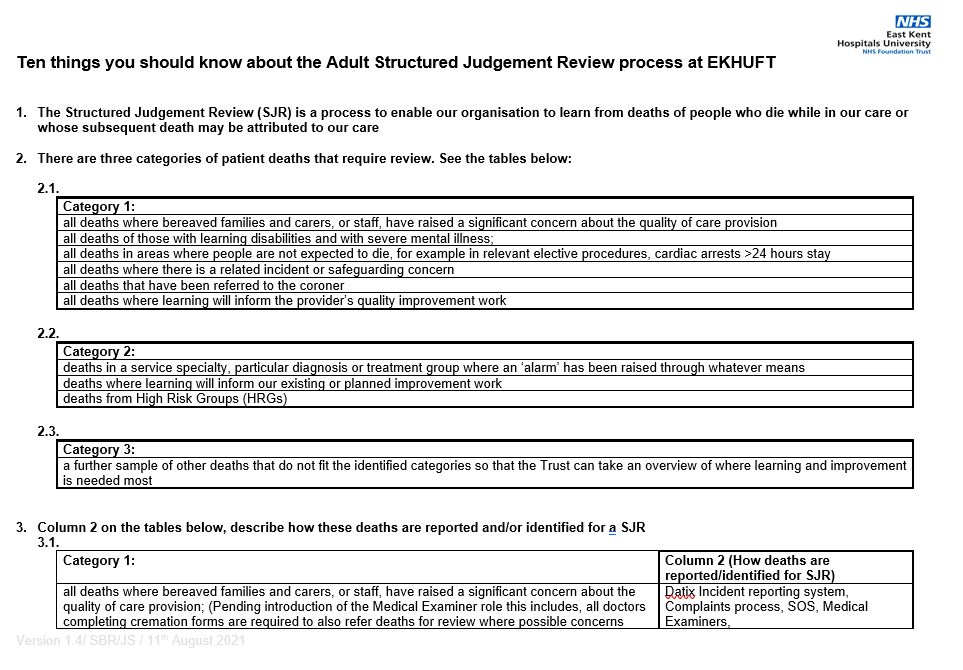 NHS
East Kent
Hospitals University
NHS Foundation Trust
Ten things you should know about the Adult Structured Judgement Review process at EKHUFT
1. The Structured Judgement Review (SJR) is a process to enable our organisation to learn from deaths of people who die while in our care or
whose subsequent death may be attributed to our care
2. There are three categories of patient deaths that require review. See the tables below:
2.1.
Category 1:
all deaths where bereaved families and carers, or staff, have raised a significant concern about the quality of care provision
all deaths of those with learning disabilities and with severe mental illness;
all deaths in areas where people are not expected to die, for example in relevant elective procedures, cardiac arrests >24 hours stay
all deaths where there is a related incident or safeguarding concern
all deaths that have been referred to the coroner
all deaths where learning will inform the provider's quality improvement work
2.2.
Category 2:
deaths in a service specialty, particular diagnosis or treatment group where an ‘alarm’ has been raised through whatever means
deaths where learning will inform our existing or planned improvement work
deaths from High Risk Groups (HRGs)
2.3.
Category 3:
a further sample of other deaths that do not fit the identified categories so that the Trust can take an overview of where learning and improvement
is needed most
3. Column 2 on the tables below, describe how these deaths are reported and/or identified for a SJR
3.1.
Category 1:
Column 2 (How deaths are
reported/identified for SJR)
all deaths where bereaved families and carers, or staff, have raised a significant concern about the
quality of care provision; (Pending introduction of the Medical Examiner role this includes, all doctors
completing cremation forms are required to also refer deaths for review where possible concerns
Datix Incident reporting system,
Complaints process, SOS, Medical
Examiners,
Version 1.4/ SBR/JS / 11th August 2021